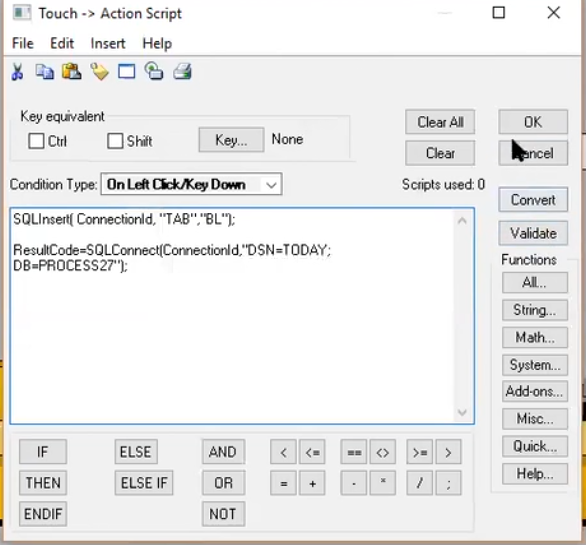 Touch -> Action Script
File Edit Insert Help
Key equivalent
Ctrl Shift Key... None
Clear All OK
Clear Cancel
Condition Type: On Left Click/Key Down Scripts used: 0
Convert
Validate
SQLInsert( ConnectionId, "TAB","BL");
ResultCode=SQLConnect(ConnectionId,"DSN=TODAY;
DB=PROCESS27");
Functions
All...
String...
Math...
System...
Add-ons...
Misc...
Quick...
Help...
IF ELSE AND < <= == <> >= >
THEN ELSE IF OR = + - * / ;
ENDIF NOT